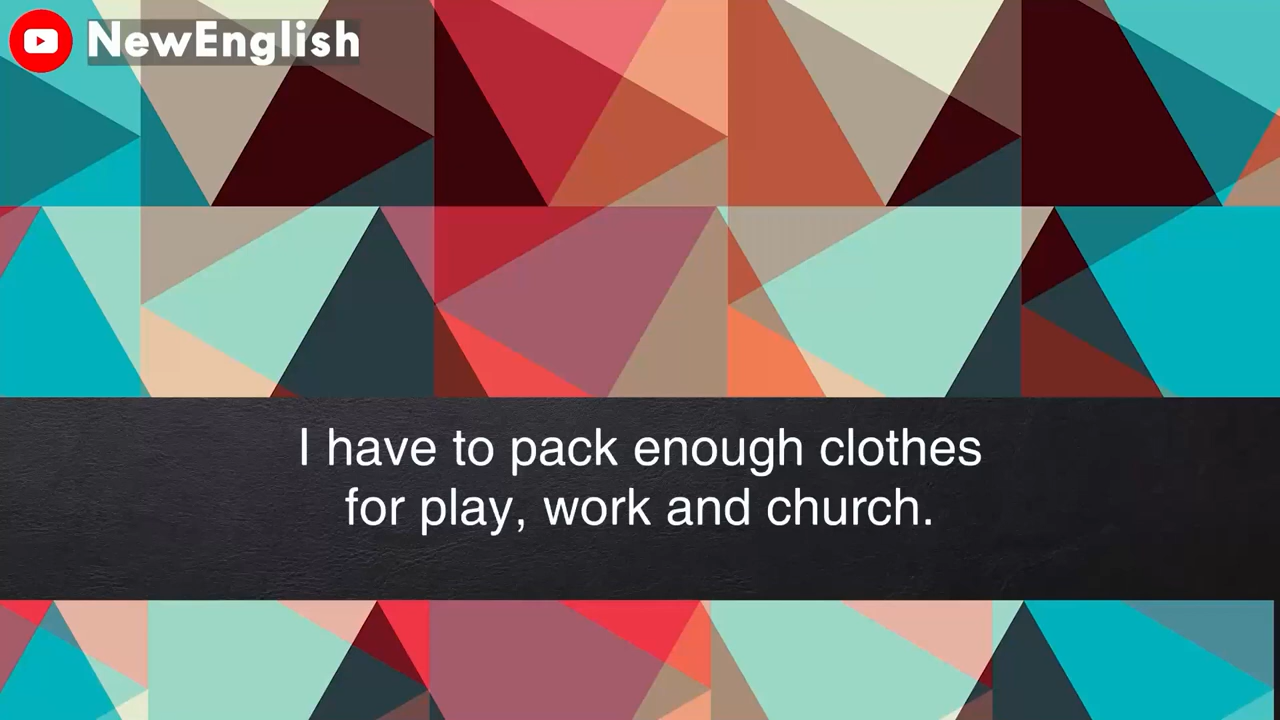 NewEnglish
I have to pack enough clothes
for play, work and church.